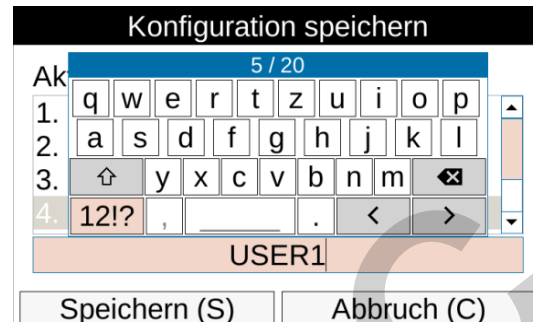 Konfiguration speichern
5 / 20
Ak
1.
2.
3.
4.
q w e r t z u i o p
a s d f g h j k l
y x c v b n m
12!? , .  < >
USER1
Speichern (S) Abbruch (C)